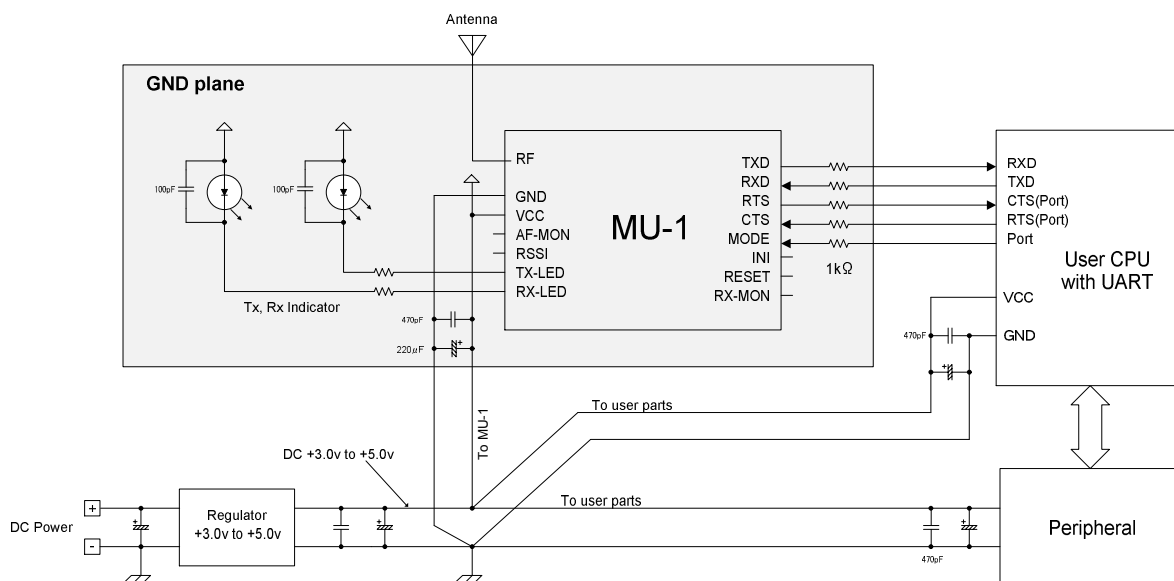 Antenna
GND plane
100pF
100pF
RF
GND
VCC
AF-MON
RSSI
TX-LED
RX-LED
MU-1
TXD
RXD
RTS
CTS
MODE
INI
RESET
RX-MON
1kΩ
RXD
TXD
CTS(Port)
RTS(Port)
Port
VCC
GND
User CPU
with UART
Tx, Rx Indicator
470pF
220μF
470pF
To MU-1
To user parts
DC +3.0v to +5.0v
To user parts
DC Power
+
-
Regulator
+3.0v to +5.0v
470pF
Peripheral